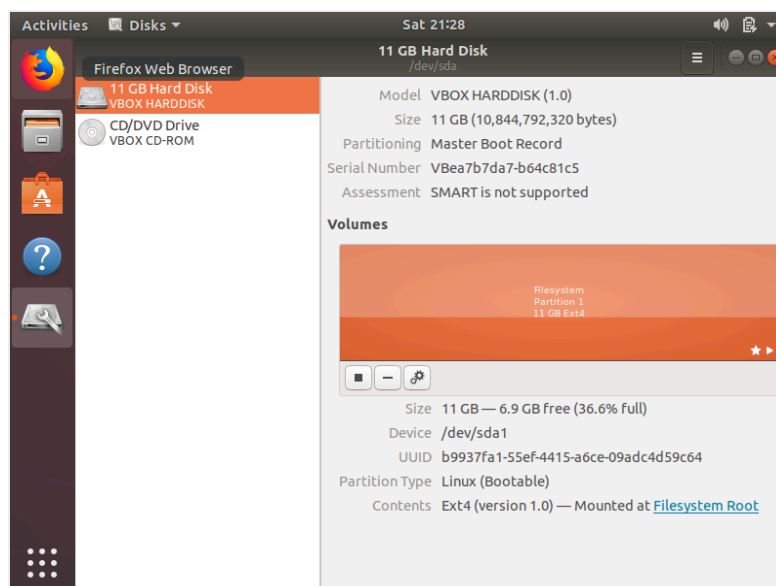 Activities Disks Sat 21:28
11 GB Hard Disk
/dev/sda
Firefox Web Browser
11 GB Hard Disk
VBOX HARDDISK
CD/DVD Drive
VBOX CD-ROM
Model VBOX HARDDISK (1.0)
Size 11 GB (10,844,792,320 bytes)
Partitioning Master Boot Record
Serial Number VBea7b7da7-b64c81c5
Assessment SMART is not supported
Volumes
Filesystem
Partition 1
11 GB Ext4
Size 11 GB — 6.9 GB free (36.6% full)
Device /dev/sda1
UUID b9937fa1-55ef-4415-a6ce-09adc4d59c64
Partition Type Linux (Bootable)
Contents Ext4 (version 1.0) — Mounted at Filesystem Root